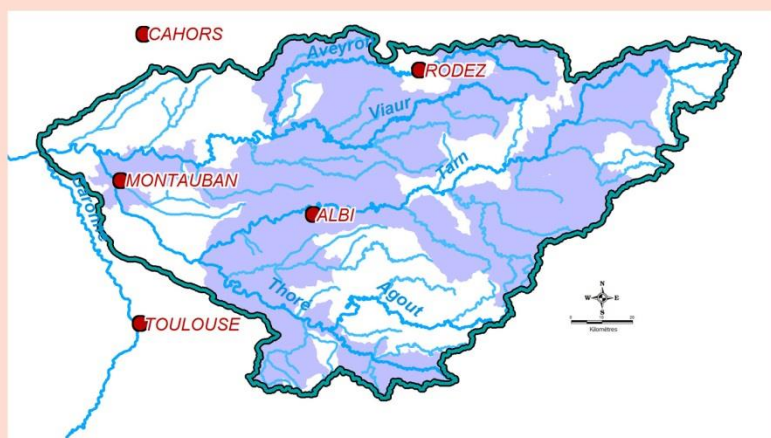 CAHORS
Aveyron
RODEZ
Viaur
Tarn
MONTAUBAN
Garonne
ALBI
Thore
Agout
TOULOUSE
N
W E
S
Kilomètres